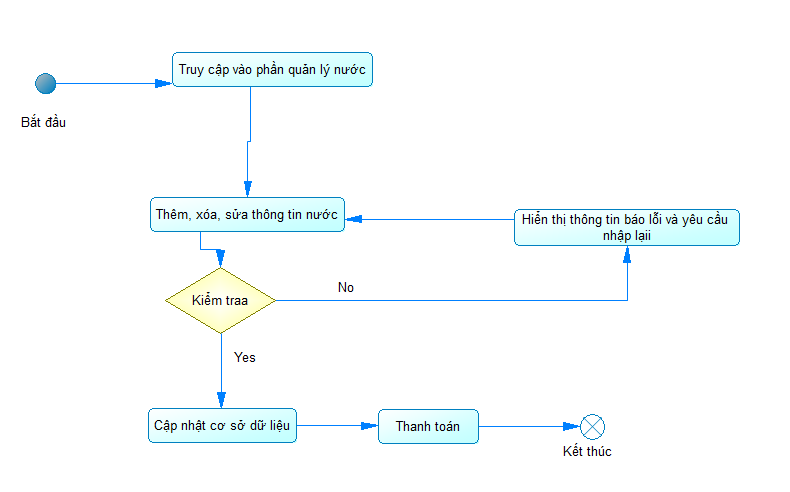 Truy cập vào phần quản lý nước
Bắt đầu
Thêm, xóa, sửa thông tin nước
Hiển thị thông tin báo lỗi và yêu cầu
nhập lạii
Kiểm traa
No
Yes
Cập nhật cơ sở dữ liệu
Thanh toán
Kết thúc